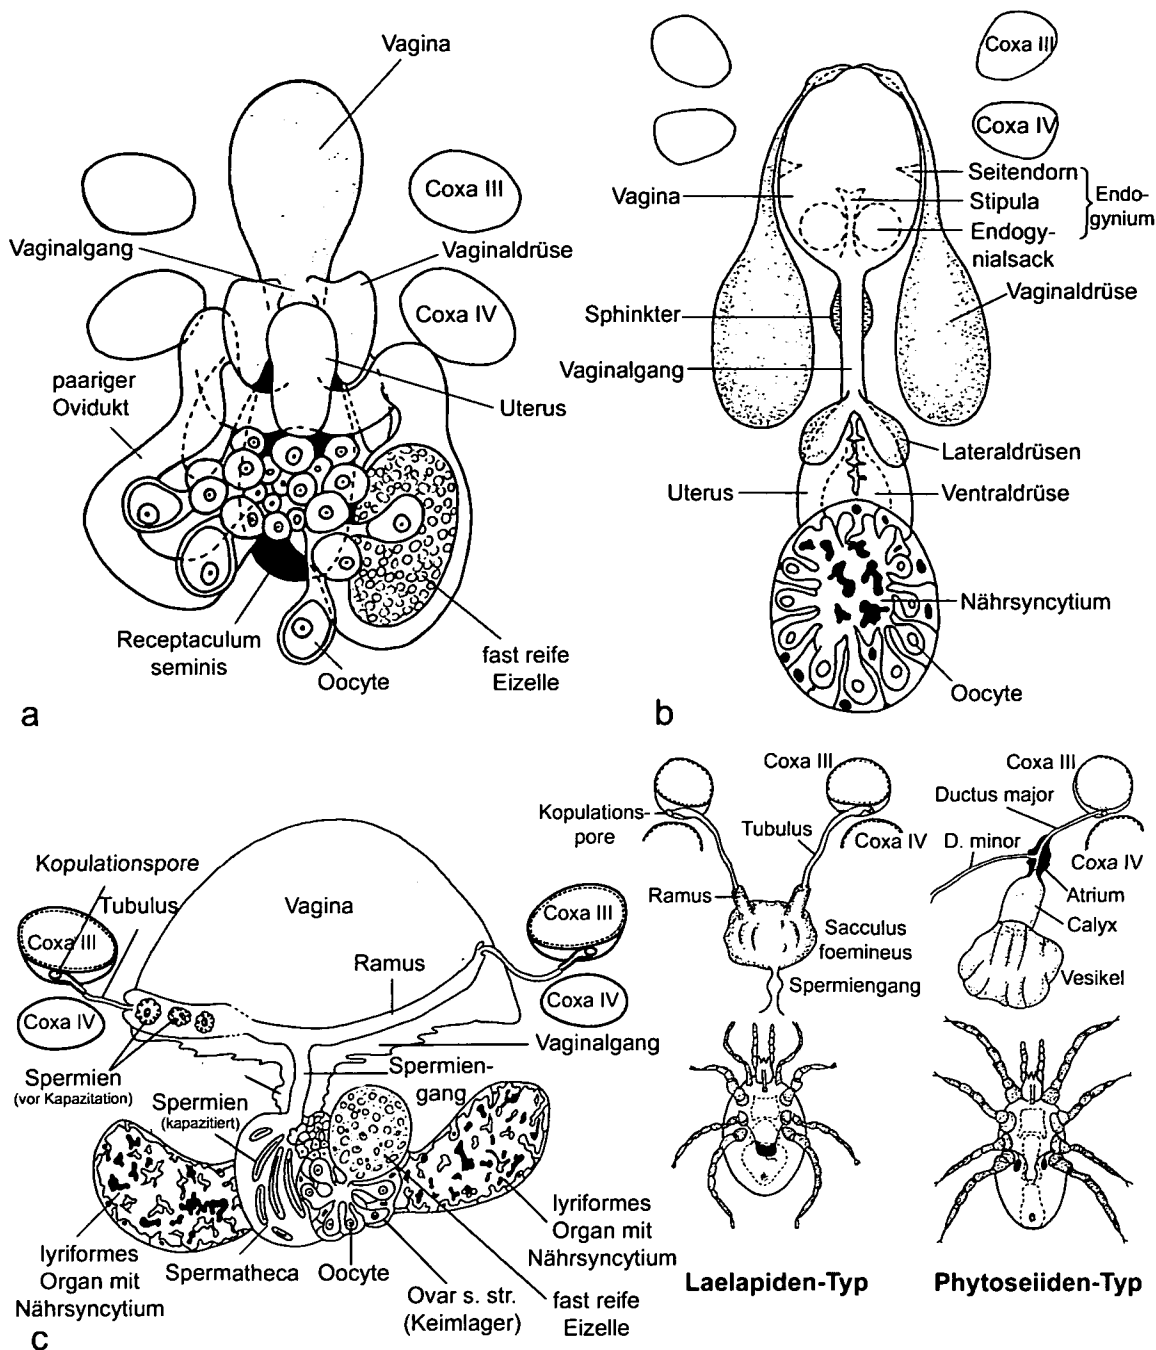 Vagina
Coxa III
Vaginalgang
Vaginaldrüse
Coxa IV
paariger
Ovidukt
Uterus
Receptaculum
seminis
Oocyte
fast reife
Eizelle
a
Coxa III
Coxa IV
Vagina
Seitendorn
Stipula
Endogy-
nialsack
Endo-
gynium
Sphinkter
Vaginaldrüse
Vaginalgang
Lateraldrüsen
Uterus
Ventraldrüse
Nährsyncytium
Oocyte
b
Kopulationspore
Tubulus
Coxa III
Coxa IV
Vagina
Ramus
Coxa III
Coxa IV
Vaginalgang
Spermien-
gang
Spermien
(vor Kapazitation)
Spermien
(kapazitiert)
lyriformes
Organ mit
Nährsyncytium
Spermatheca
Oocyte
Ovar s. str.
(Keimlager)
fast reife
Eizelle
lyriformes
Organ mit
Nährsyncytium
c
Coxa III
Kopulations-
pore
Tubulus
Coxa IV
Ramus
Sacculus
foemineus
Spermiengang
Laelapiden-Typ
Coxa III
Ductus major
D. minor
Coxa IV
Atrium
Calyx
Vesikel
Phytoseiiden-Typ